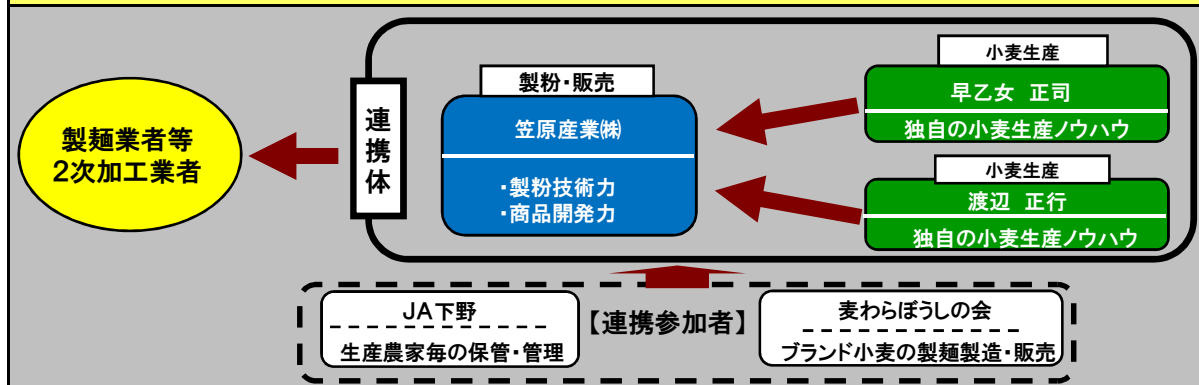 製麺業者等
2次加工業者
連携体
製粉・販売
笠原産業㈱
・製粉技術力
・商品開発力
小麦生産
早乙女 正司
独自の小麦生産ノウハウ
小麦生産
渡辺 正行
独自の小麦生産ノウハウ
JA下野
生産農家毎の保管・管理
【連携参加者】
麦わらぼうしの会
ブランド小麦の製麺製造・販売